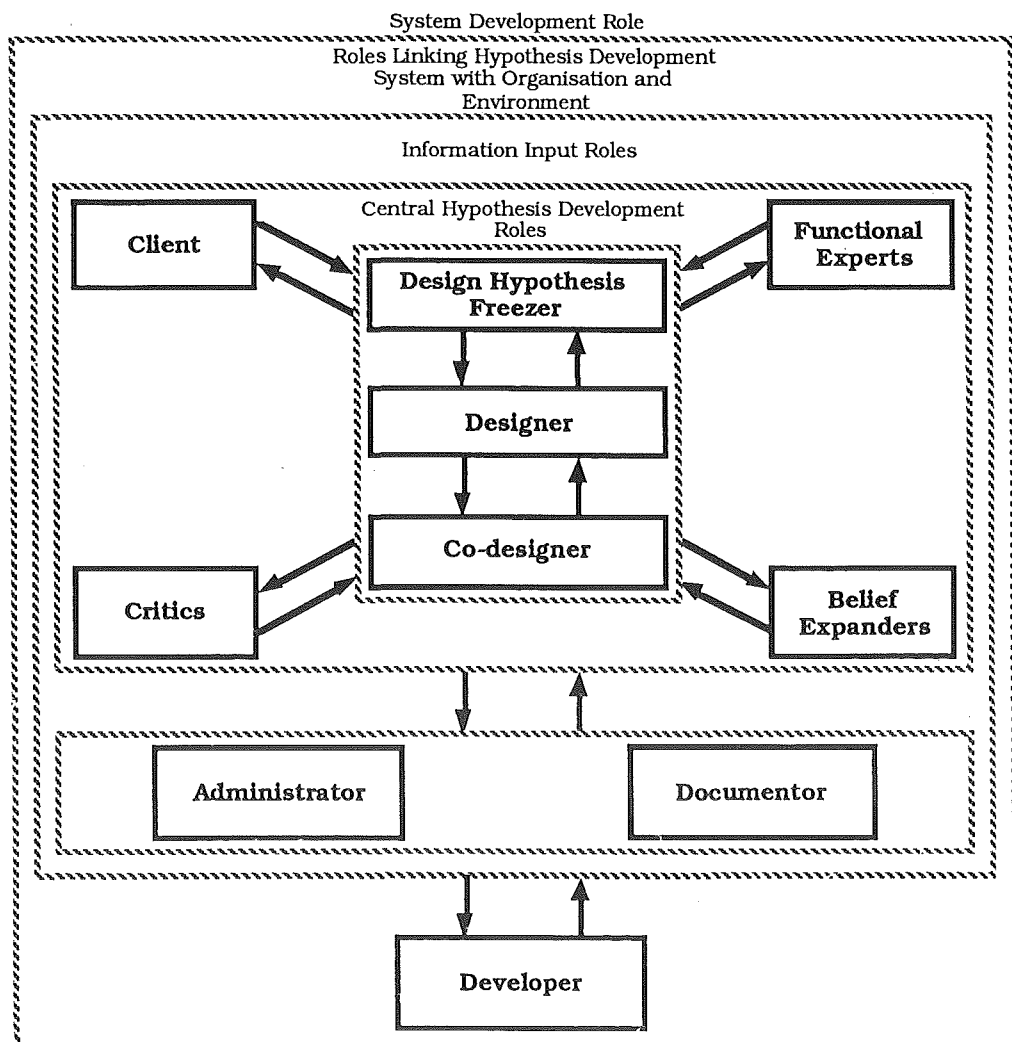 System Development Role
Roles Linking Hypothesis Development
System with Organisation and
Environment
Information Input Roles
Central Hypothesis Development
Roles
Client
Functional
Experts
Design Hypothesis
Freezer
Designer
Co-designer
Critics
Belief
Expanders
Administrator
Documentor
Developer